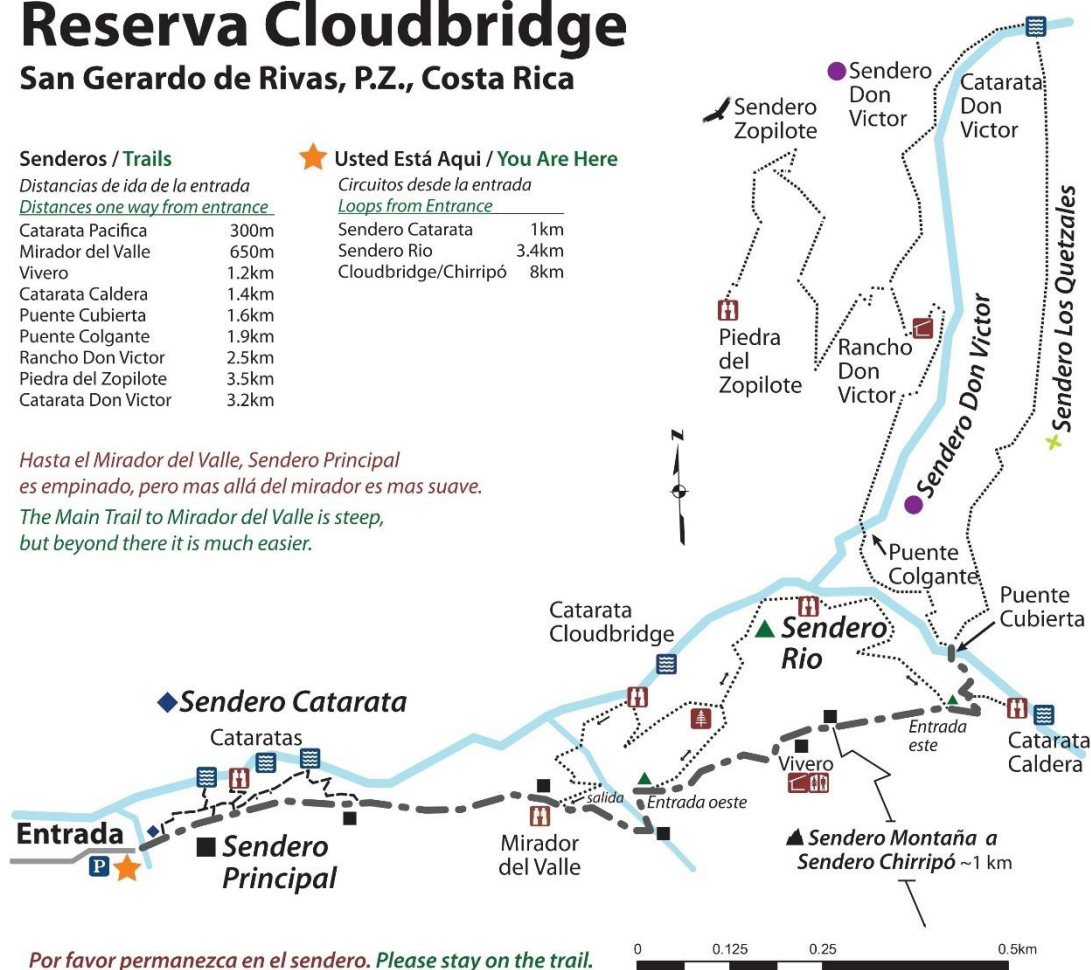 Reserva Cloudbridge
San Gerardo de Rivas, P.Z., Costa Rica
Senderos / Trails
Distancias de ida de la entrada
Distances one way from entrance
Catarata Pacifica 300m
Mirador del Valle 650m
Vivero 1.2km
Catarata Caldera 1.4km
Puente Cubierta 1.6km
Puente Colgante 1.9km
Rancho Don Victor 2.5km
Piedra del Zopilote 3.5km
Catarata Don Victor 3.2km
Usted Está Aqui / You Are Here
Circuitos desde la entrada
Loops from Entrance
Sendero Catarata 1km
Sendero Rio 3.4km
Cloudbridge/Chirripó 8km
Hasta el Mirador del Valle, Sendero Principal
es empinado, pero mas allá del mirador es mas suave.
The Main Trail to Mirador del Valle is steep,
but beyond there it is much easier.
Sendero
Zopilote
Sendero
Don
Victor
Catarata
Don
Victor
Sendero Los Quetzales
Piedra
del
Zopilote
Rancho
Don
Victor
Sendero Don Victor
N
Puente
Colgante
Puente
Cubierta
Catarata
Cloudbridge
Sendero
Rio
Sendero Catarata
Cataratas
Entrada
este
Catarata
Caldera
Vivero
salida
Entrada oeste
Entrada
P
Sendero
Principal
Mirador
del Valle
Sendero Montaña a
Sendero Chirripó ~1 km
Por favor permanezca en el sendero. Please stay on the trail.
0 0.125 0.25 0.5km